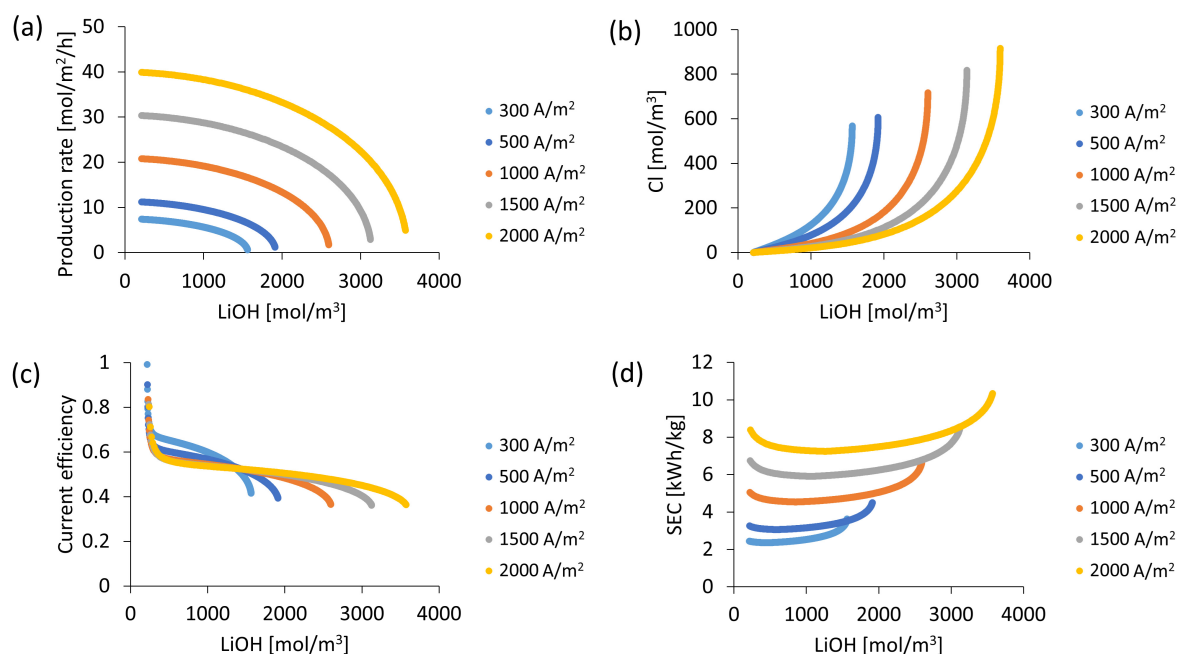 (a)
Production rate [mol/m²/h]
50
40
30
20
10
0
0 1000 2000 3000 4000
LiOH [mol/m³]
300 A/m²
500 A/m²
1000 A/m²
1500 A/m²
2000 A/m²
(b)
Cl [mol/m³]
1000
800
600
400
200
0
0 1000 2000 3000 4000
LiOH [mol/m³]
300 A/m²
500 A/m²
1000 A/m²
1500 A/m²
2000 A/m²
(c)
Current efficiency
1
0.8
0.6
0.4
0.2
0
0 1000 2000 3000 4000
LiOH [mol/m³]
300 A/m²
500 A/m²
1000 A/m²
1500 A/m²
2000 A/m²
(d)
SEC [kWh/kg]
12
10
8
6
4
2
0
0 1000 2000 3000 4000
LiOH [mol/m³]
300 A/m²
500 A/m²
1000 A/m²
1500 A/m²
2000 A/m²